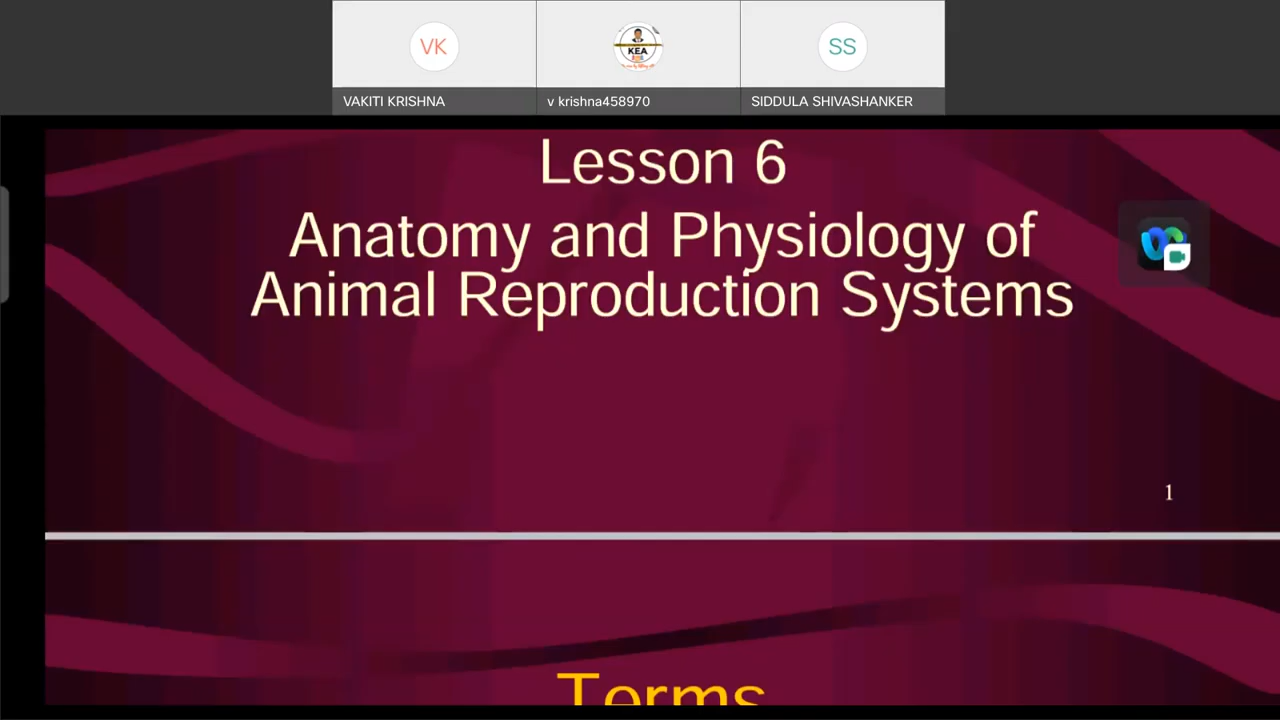 VK
KEA
SS
VAKITI KRISHNA
v krishna458970
SIDDULA SHIVASHANKER
Lesson 6
Anatomy and Physiology of
Animal Reproduction Systems
1
Terms